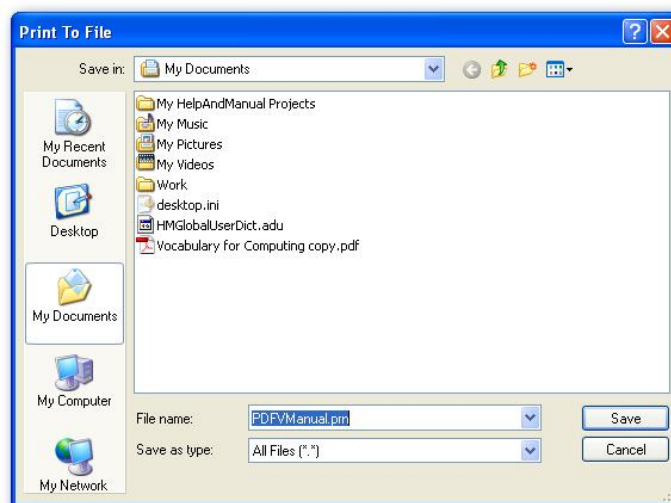 Print To File
Save in:
My Documents
My Recent
Documents
Desktop
My Documents
My Computer
My Network
My HelpAndManual Projects
My Music
My Pictures
My Videos
Work
desktop.ini
HMGlobalUserDict.adu
Vocabulary for Computing copy.pdf
File name:
PDFVManual.prn
Save
Save as type:
All Files (*.*)
Cancel